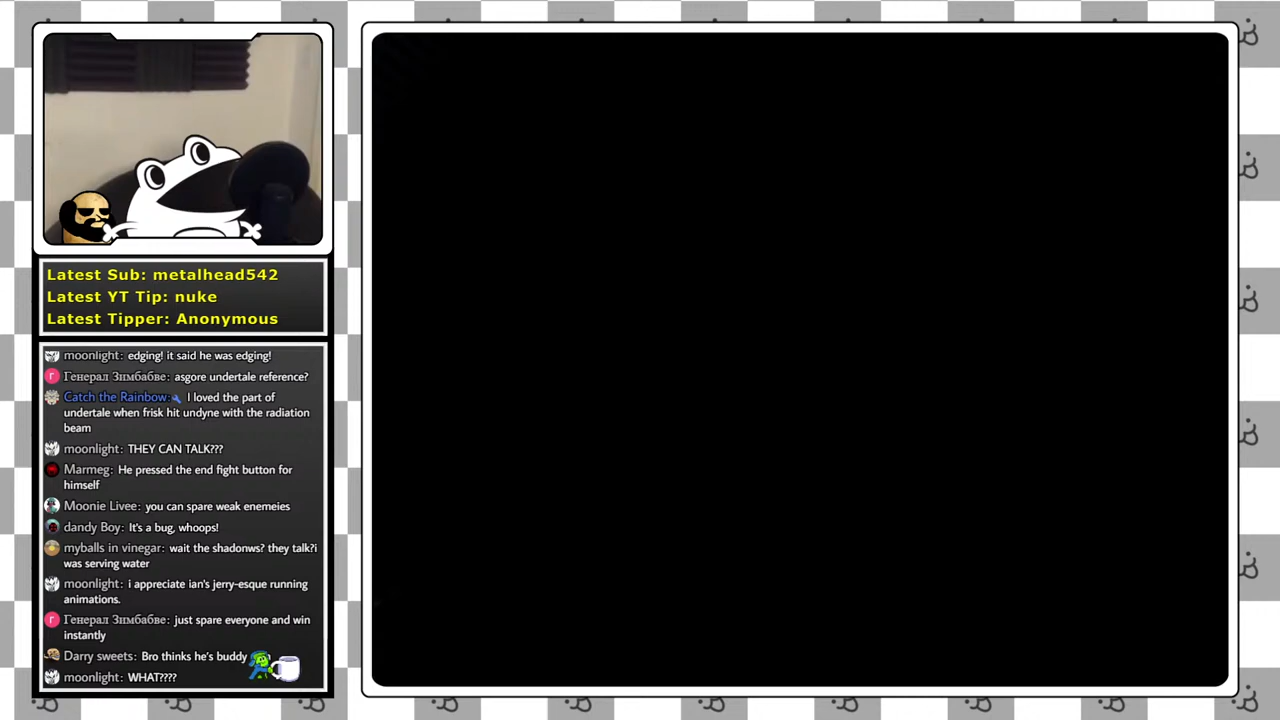 Latest Sub: metalhead542
Latest YT Tip: nuke
Latest Tipper: Anonymous
moonlight: edging! it said he was edging!
Генерал Зимбабве: asgore undertale reference?
Catch the Rainbow: I loved the part of
undertale when frisk hit undyne with the radiation
beam
moonlight: THEY CAN TALK???
Marmeg: He pressed the end fight button for
himself
Moonie Livee: you can spare weak enemeies
dandy Boy: It's a bug, whoops!
myballs in vinegar: wait the shadonws? they talk?i
was serving water
moonlight: i appreciate ian's jerry-esque running
animations.
Генерал Зимбабве: just spare everyone and win
instantly
Darry sweets: Bro thinks he's buddy
moonlight: WHAT????